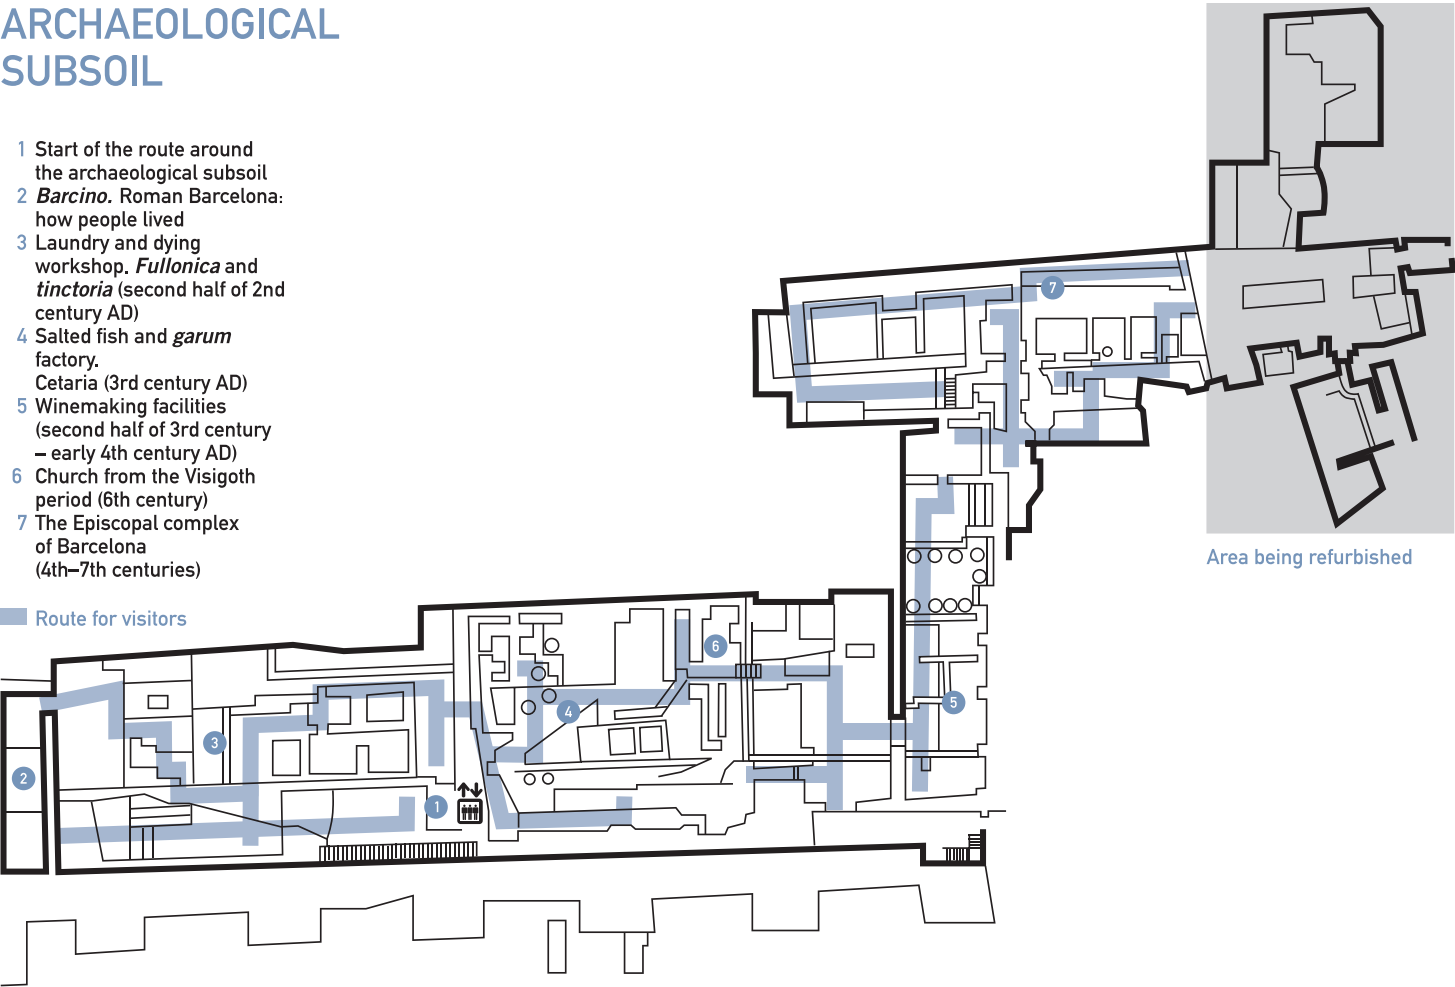 ARCHAEOLOGICAL
SUBSOIL
1 Start of the route around
the archaeological subsoil
2 Barcino. Roman Barcelona:
how people lived
3 Laundry and dying
workshop. Fullonica and
tinctoria (second half of 2nd
century AD)
4 Salted fish and garum
factory.
Cetaria (3rd century AD)
5 Winemaking facilities
(second half of 3rd century
– early 4th century AD)
6 Church from the Visigoth
period (6th century)
7 The Episcopal complex
of Barcelona
(4th–7th centuries)
Route for visitors
7
Area being refurbished
6
5
4
3
2
1